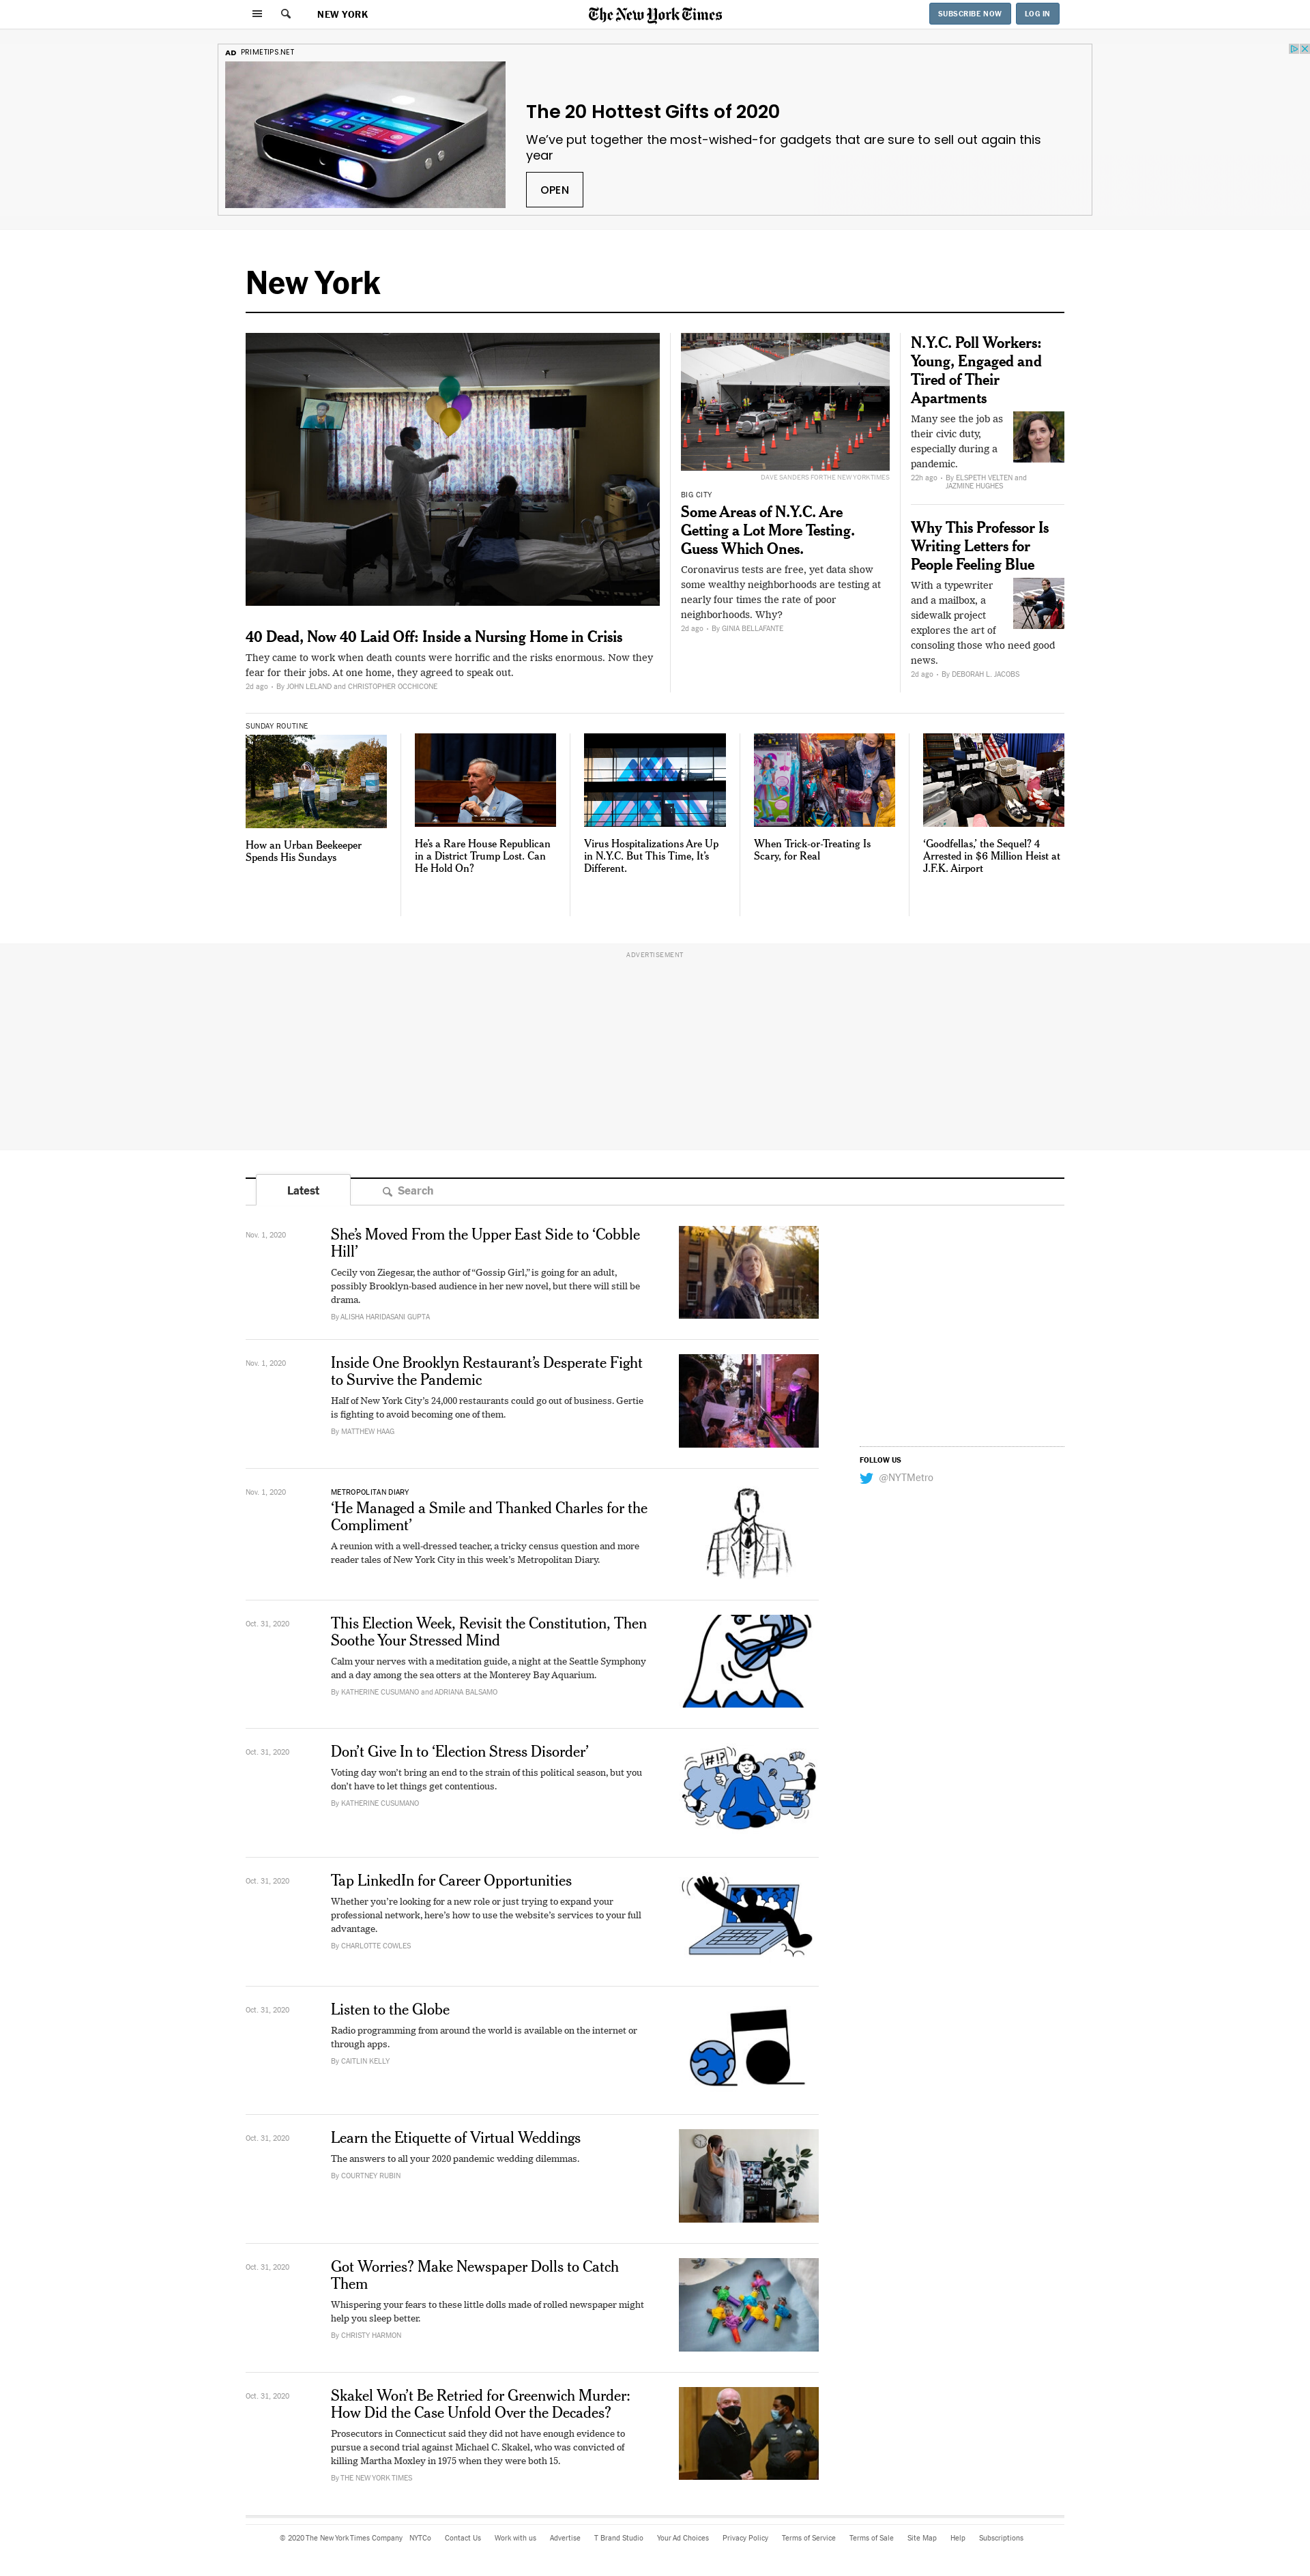 NEW YORK
The New York Times
SUBSCRIBE NOW
LOG IN
AD PRIMETIPS.NET
The 20 Hottest Gifts of 2020
We've put together the most-wished-for gadgets that are sure to sell out again this
year
OPEN
New York
40 Dead, Now 40 Laid Off: Inside a Nursing Home in Crisis
They came to work when death counts were horrific and the risks enormous. Now they
fear for their jobs. At one home, they agreed to speak out.
2d ago • By JOHN LELAND and CHRISTOPHER OCCHICONE
DAVE SANDERS FOR THE NEW YORK TIMES
BIG CITY
Some Areas of N.Y.C. Are
Getting a Lot More Testing.
Guess Which Ones.
Coronavirus tests are free, yet data show
some wealthy neighborhoods are testing at
nearly four times the rate of poor
neighborhoods. Why?
2d ago • By GINIA BELLAFANTE
N.Y.C. Poll Workers:
Young, Engaged and
Tired of Their
Apartments
Many see the job as
their civic duty,
especially during a
pandemic.
22h ago • By ELSPETH VELTEN and
JAZMINE HUGHES
Why This Professor Is
Writing Letters for
People Feeling Blue
With a typewriter
and a mailbox, a
sidewalk project
explores the art of
consoling those who need good
news.
2d ago • By DEBORAH L. JACOBS
SUNDAY ROUTINE
How an Urban Beekeeper
Spends His Sundays
He's a Rare House Republican
in a District Trump Lost. Can
He Hold On?
Virus Hospitalizations Are Up
in N.Y.C. But This Time, It's
Different.
When Trick-or-Treating Is
Scary, for Real
'Goodfellas,' the Sequel? 4
Arrested in $6 Million Heist at
J.F.K. Airport
ADVERTISEMENT
Latest
Search
Nov. 1, 2020
She's Moved From the Upper East Side to 'Cobble
Hill'
Cecily von Ziegesar, the author of "Gossip Girl," is going for an adult,
possibly Brooklyn-based audience in her new novel, but there will still be
drama.
By ALISHA HARIDASANI GUPTA
Nov. 1, 2020
Inside One Brooklyn Restaurant's Desperate Fight
to Survive the Pandemic
Half of New York City's 24,000 restaurants could go out of business. Gertie
is fighting to avoid becoming one of them.
By MATTHEW HAAG
FOLLOW US
@NYTMetro
Nov. 1, 2020
METROPOLITAN DIARY
'He Managed a Smile and Thanked Charles for the
Compliment'
A reunion with a well-dressed teacher, a tricky census question and more
reader tales of New York City in this week's Metropolitan Diary.
Oct. 31, 2020
This Election Week, Revisit the Constitution, Then
Soothe Your Stressed Mind
Calm your nerves with a meditation guide, a night at the Seattle Symphony
and a day among the sea otters at the Monterey Bay Aquarium.
By KATHERINE CUSUMANO and ADRIANA BALSAMO
Oct. 31, 2020
Don't Give In to 'Election Stress Disorder'
Voting day won't bring an end to the strain of this political season, but you
don't have to let things get contentious.
By KATHERINE CUSUMANO
#!?
Oct. 31, 2020
Tap LinkedIn for Career Opportunities
Whether you're looking for a new role or just trying to expand your
professional network, here's how to use the website's services to your full
advantage.
By CHARLOTTE COWLES
Oct. 31, 2020
Listen to the Globe
Radio programming from around the world is available on the internet or
through apps.
By CAITLIN KELLY
Oct. 31, 2020
Learn the Etiquette of Virtual Weddings
The answers to all your 2020 pandemic wedding dilemmas.
By COURTNEY RUBIN
Oct. 31, 2020
Got Worries? Make Newspaper Dolls to Catch
Them
Whispering your fears to these little dolls made of rolled newspaper might
help you sleep better.
By CHRISTY HARMON
Oct. 31, 2020
Skakel Won't Be Retried for Greenwich Murder:
How Did the Case Unfold Over the Decades?
Prosecutors in Connecticut said they did not have enough evidence to
pursue a second trial against Michael C. Skakel, who was convicted of
killing Martha Moxley in 1975 when they were both 15.
By THE NEW YORK TIMES
© 2020 The New York Times Company NYTCo Contact Us Work with us Advertise T Brand Studio Your Ad Choices Privacy Policy Terms of Service Terms of Sale Site Map Help Subscriptions